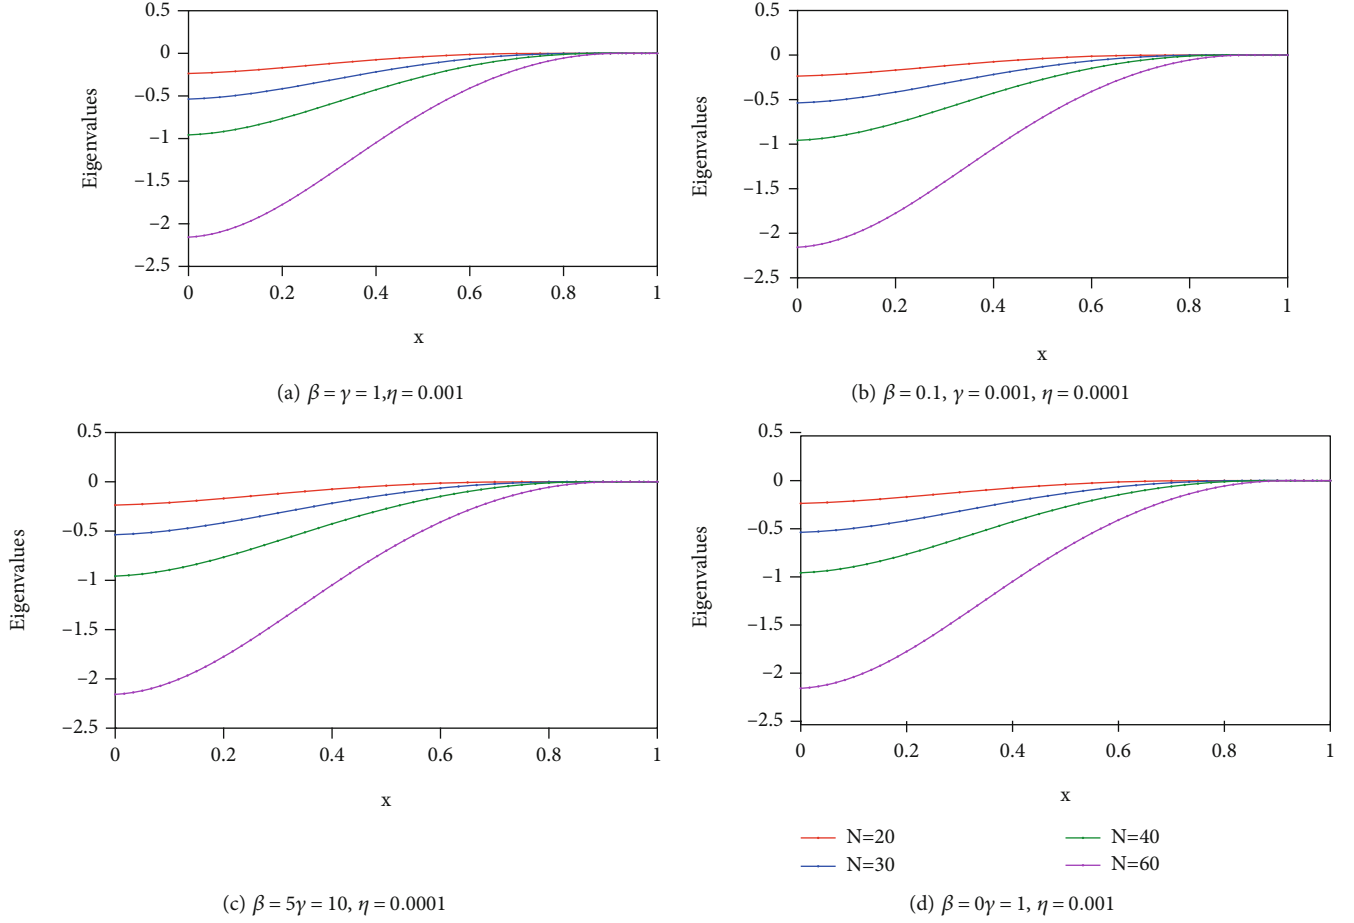 0.5
0
−0.5
−1
−1.5
−2
−2.5
Eigenvalues
0 0.2 0.4 0.6 0.8 1
x
(a) β = γ = 1,η = 0.001
0.5
0
−0.5
−1
−1.5
−2
−2.5
Eigenvalues
0 0.2 0.4 0.6 0.8 1
x
(b) β = 0.1, γ = 0.001, η = 0.0001
0.5
0
−0.5
−1
−1.5
−2
−2.5
Eigenvalues
0 0.2 0.4 0.6 0.8 1
x
(c) β = 5γ = 10, η = 0.0001
0.5
0
−0.5
−1
−1.5
−2
−2.5
Eigenvalues
0 0.2 0.4 0.6 0.8 1
x
N=20 N=40
N=30 N=60
(d) β = 0γ = 1, η = 0.001